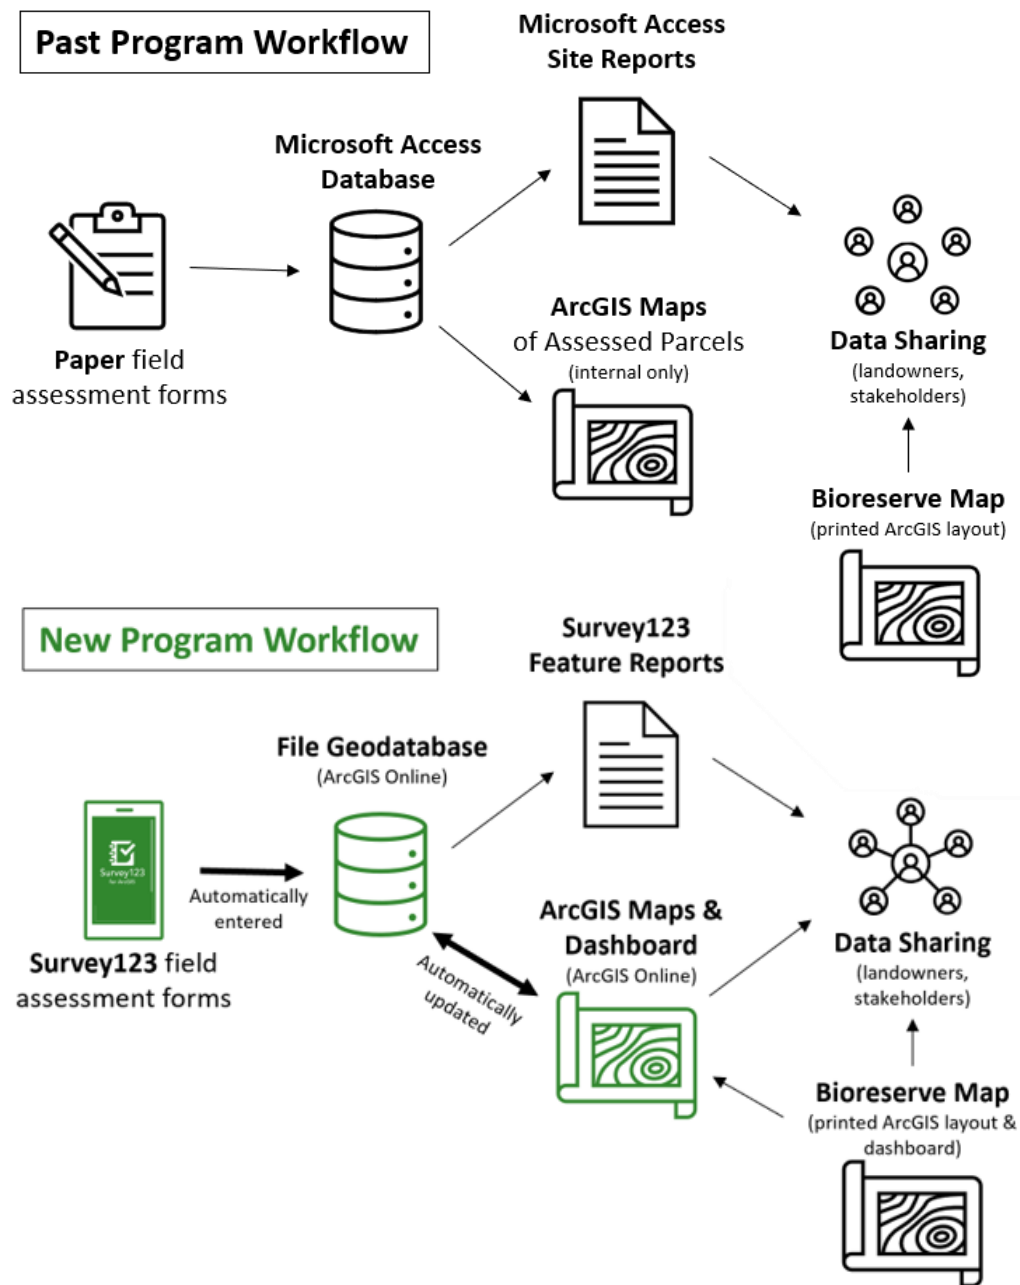 Past Program Workflow
Microsoft Access
Site Reports
Microsoft Access
Database
Paper field
assessment forms
ArcGIS Maps
of Assessed Parcels
(internal only)
Data Sharing
(landowners,
stakeholders)
Bioreserve Map
(printed ArcGIS layout)
New Program Workflow
Survey123
Feature Reports
File Geodatabase
(ArcGIS Online)
Survey123
for ArcGIS
Automatically
entered
Survey123 field
assessment forms
Automatically
updated
ArcGIS Maps &
Dashboard
(ArcGIS Online)
Data Sharing
(landowners,
stakeholders)
Bioreserve Map
(printed ArcGIS layout &
dashboard)